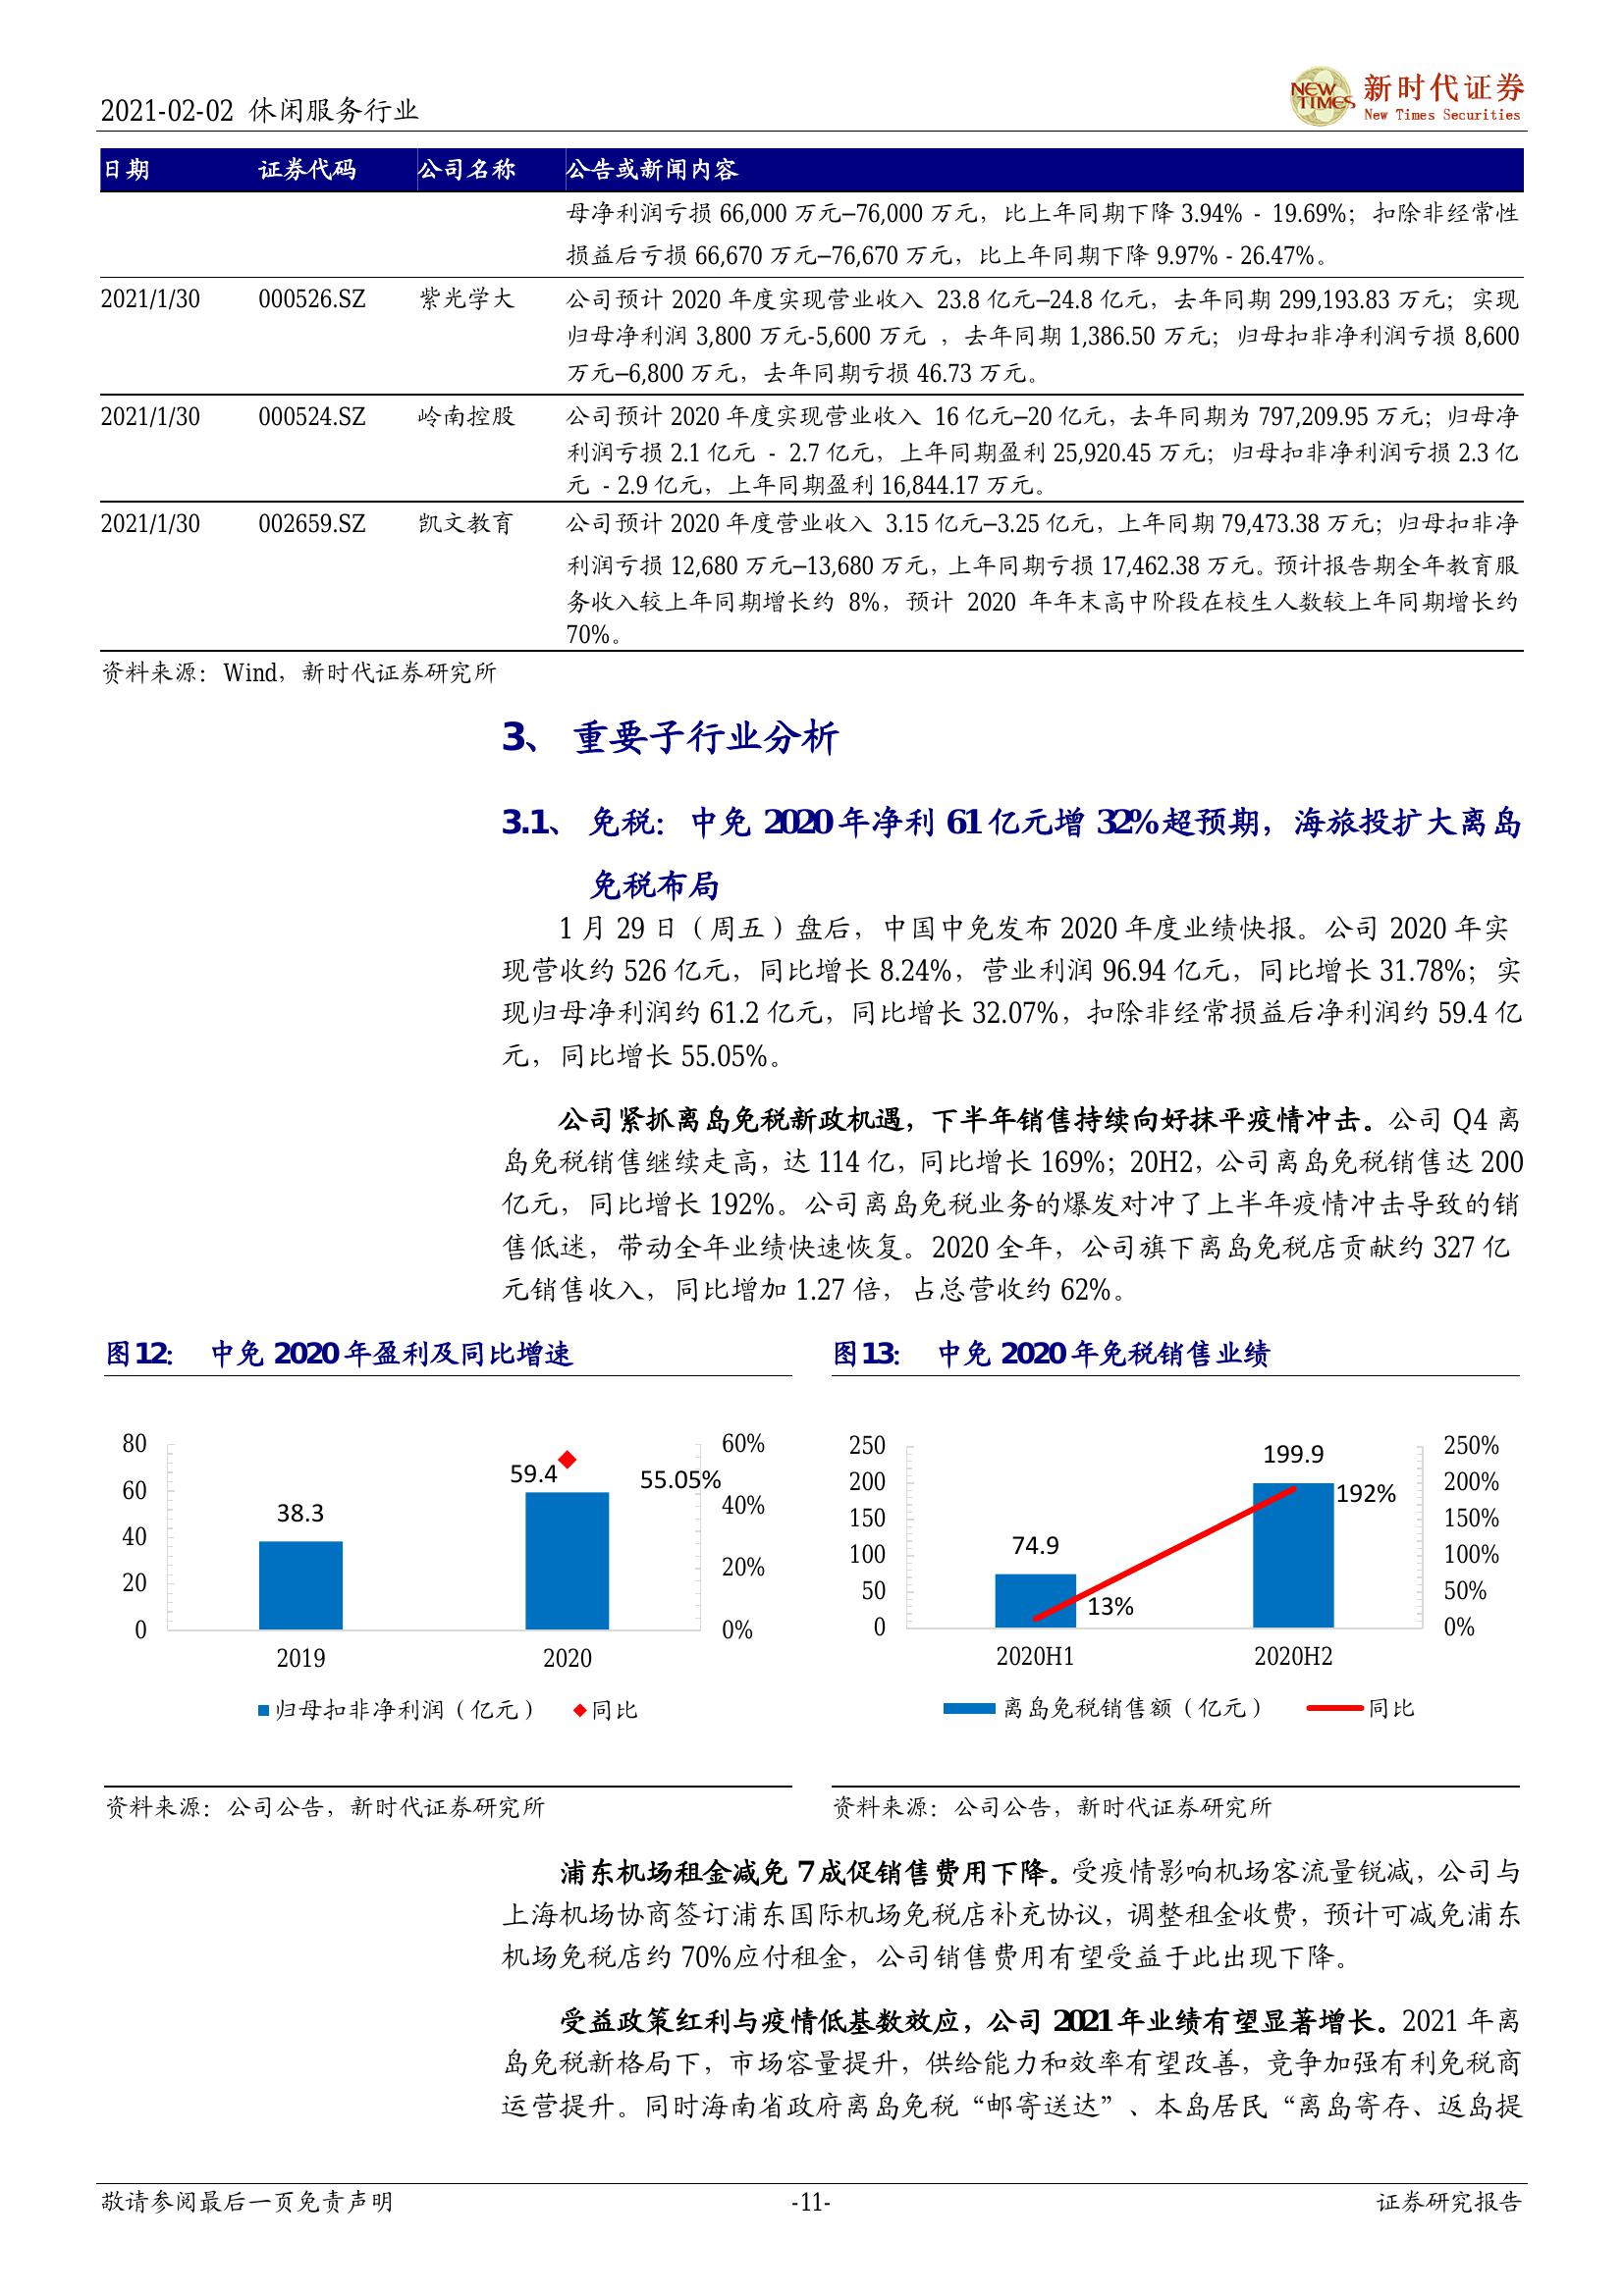 2021-02-02 休闲服务行业
NEW TIMES
新时代证券
New Times Securities
日期 证券代码 公司名称 公告或新闻内容
母净利润亏损 66,000 万元–76,000 万元，比上年同期下降 3.94% - 19.69%；扣除非经常性
损益后亏损 66,670 万元–76,670 万元，比上年同期下降 9.97% - 26.47%。
2021/1/30 000526.SZ 紫光学大 公司预计 2020 年度实现营业收入 23.8 亿元–24.8 亿元，去年同期 299,193.83 万元；实现
归母净利润 3,800 万元-5,600 万元 ，去年同期 1,386.50 万元；归母扣非净利润亏损 8,600
万元–6,800 万元，去年同期亏损 46.73 万元。
2021/1/30 000524.SZ 岭南控股 公司预计 2020 年度实现营业收入 16 亿元–20 亿元，去年同期为 797,209.95 万元；归母净
利润亏损 2.1 亿元 - 2.7 亿元，上年同期盈利 25,920.45 万元；归母扣非净利润亏损 2.3 亿
元 - 2.9 亿元，上年同期盈利 16,844.17 万元。
2021/1/30 002659.SZ 凯文教育 公司预计 2020 年度营业收入 3.15 亿元–3.25 亿元，上年同期 79,473.38 万元；归母扣非净
利润亏损 12,680 万元–13,680 万元，上年同期亏损 17,462.38 万元。预计报告期全年教育服
务收入较上年同期增长约 8%，预计 2020 年年末高中阶段在校生人数较上年同期增长约
70%。
资料来源：Wind，新时代证券研究所
3、 重要子行业分析
3.1、 免税：中免 2020 年净利 61 亿元增 32%超预期，海旅投扩大离岛
免税布局
1 月 29 日（周五）盘后，中国中免发布 2020 年度业绩快报。公司 2020 年实
现营收约 526 亿元，同比增长 8.24%，营业利润 96.94 亿元，同比增长 31.78%；实
现归母净利润约 61.2 亿元，同比增长 32.07%，扣除非经常损益后净利润约 59.4 亿
元，同比增长 55.05%。
公司紧抓离岛免税新政机遇，下半年销售持续向好抹平疫情冲击。公司 Q4 离
岛免税销售继续走高，达 114 亿，同比增长 169%；20H2，公司离岛免税销售达 200
亿元，同比增长 192%。公司离岛免税业务的爆发对冲了上半年疫情冲击导致的销
售低迷，带动全年业绩快速恢复。2020 全年，公司旗下离岛免税店贡献约 327 亿
元销售收入，同比增加 1.27 倍，占总营收约 62%。
图12： 中免 2020 年盈利及同比增速
80
60
40
20
0
38.3
59.4
55.05%
60%
40%
20%
0%
2019 2020
归母扣非净利润（亿元） 同比
资料来源：公司公告，新时代证券研究所
图13： 中免 2020 年免税销售业绩
250
200
150
100
50
0
74.9
13%
199.9
192%
250%
200%
150%
100%
50%
0%
2020H1 2020H2
离岛免税销售额（亿元） 同比
资料来源：公司公告，新时代证券研究所
浦东机场租金减免 7 成促销售费用下降。受疫情影响机场客流量锐减，公司与
上海机场协商签订浦东国际机场免税店补充协议，调整租金收费，预计可减免浦东
机场免税店约 70%应付租金，公司销售费用有望受益于此出现下降。
受益政策红利与疫情低基数效应，公司 2021 年业绩有望显著增长。2021 年离
岛免税新格局下，市场容量提升，供给能力和效率有望改善，竞争加强有利免税商
运营提升。同时海南省政府离岛免税“邮寄送达”、本岛居民“离岛寄存、返岛提
敬请参阅最后一页免责声明 -11- 证券研究报告